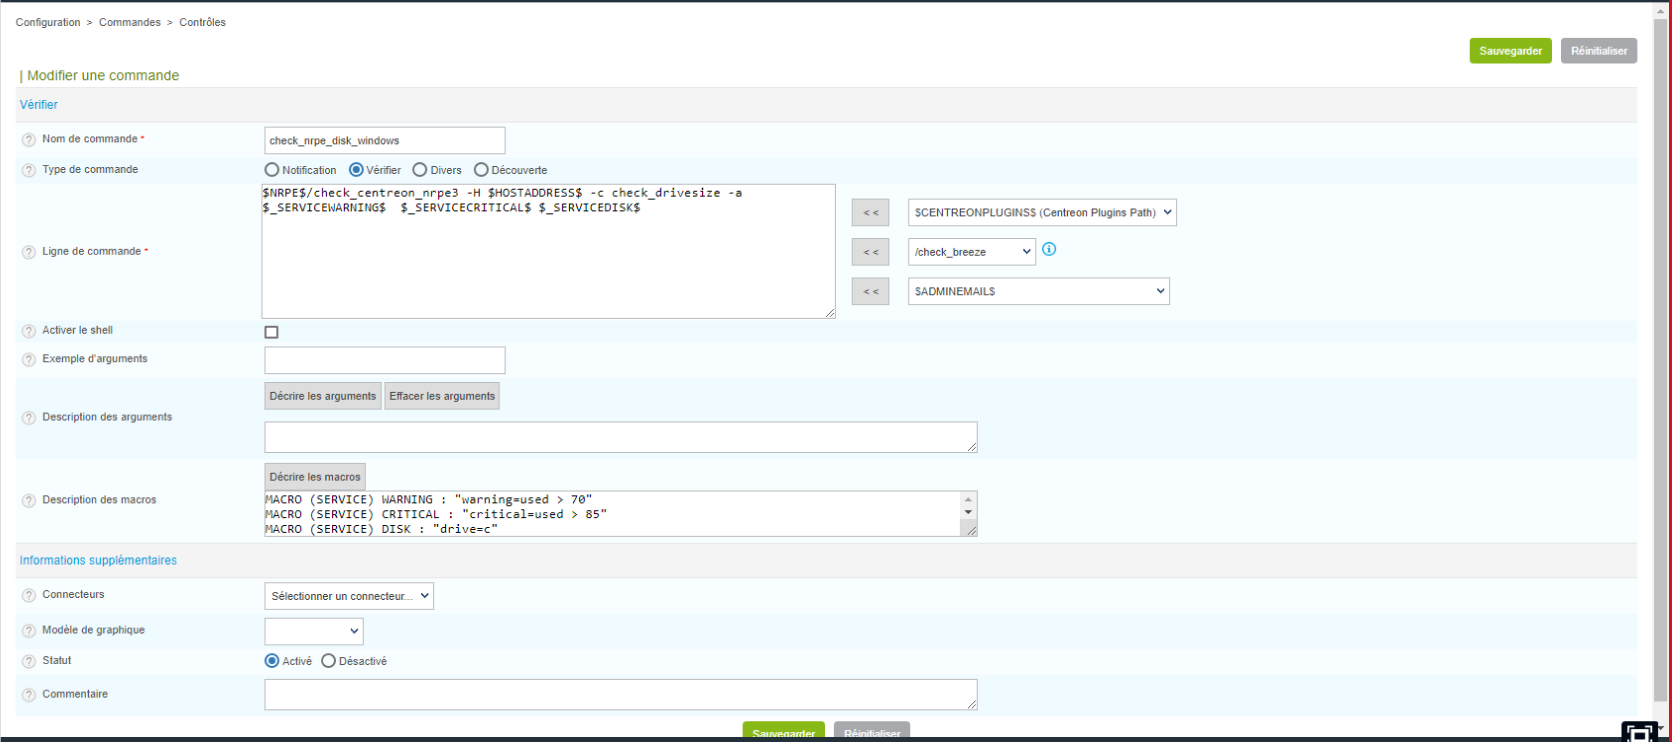 Configuration > Commandes > Contrôles
Sauvegarder Réinitialiser
| Modifier une commande
Vérifier
? Nom de commande * check_nrpe_disk_windows
? Type de commande Notification Vérifier Divers Découverte
$NRPE$/check_centreon_nrpe3 -H $HOSTADDRESS$ -c check_drivesize -a
$_SERVICEWARNING$  $_SERVICECRITICAL$ $_SERVICEDISK$
<< $CENTREONPLUGINS$ (Centreon Plugins Path)
? Ligne de commande * << /check_breeze i
<< $ADMINEMAIL$
? Activer le shell
? Exemple d'arguments
Décrire les arguments Effacer les arguments
? Description des arguments
Décrire les macros
? Description des macros
MACRO (SERVICE) WARNING : "warning=used > 70"
MACRO (SERVICE) CRITICAL : "critical=used > 85"
MACRO (SERVICE) DISK : "drive=c"
Informations supplémentaires
? Connecteurs Sélectionner un connecteur...
? Modèle de graphique
? Statut Activé Désactivé
? Commentaire
Sauvegarder Réinitialiser